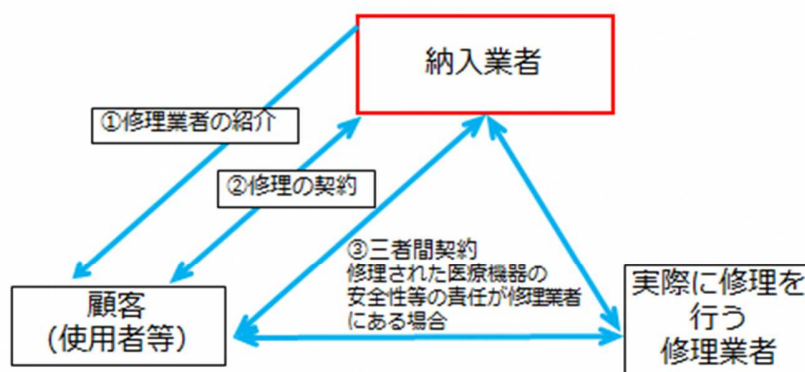 納入業者
①修理業者の紹介
②修理の契約
③三者間契約
修理された医療機器の
安全性等の責任が修理業者
にある場合
顧客
(使用者等)
実際に修理を
行う
修理業者